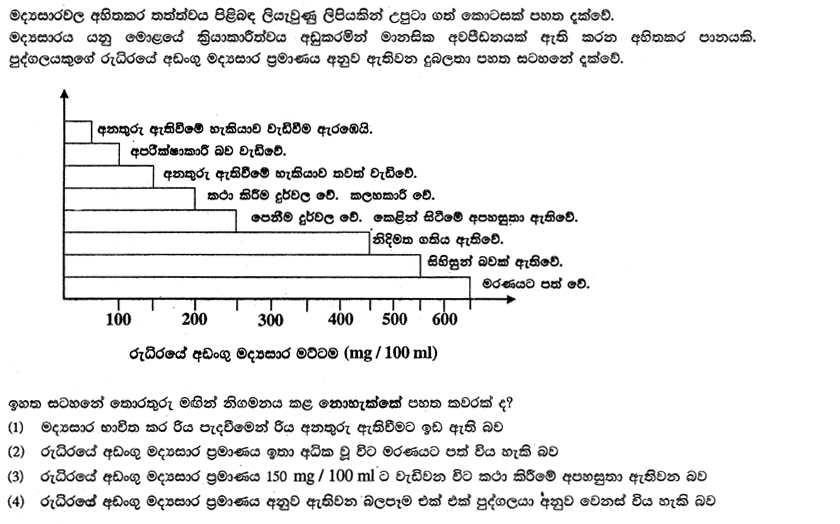 මද්‍යසාරවල අහිතකර තත්ත්වය පිළිබඳ ලියැවුණු ලිපියකින් උපුටා ගත් කොටසක් පහත දැක්වේ.
මද්‍යසාරය යනු මොළයේ ක්‍රියාකාරීත්වය අඩුකරමින් මානසික අවපීඩනයක් ඇති කරන අහිතකර පානයකි.
පුද්ගලයකුගේ රුධිරයේ අඩංගු මද්‍යසාර ප්‍රමාණය අනුව ඇතිවන දුබලතා පහත සටහනේ දැක්වේ.
අනතුරු ඇතිවීමේ හැකියාව වැඩිවීම ඇරඹෙයි.
අපරීක්ෂාකාරී බව වැඩිවේ.
අනතුරු ඇතිවීමේ හැකියාව තවත් වැඩිවේ.
කථා කිරීම දුර්වල වේ. කලහකාරී වේ.
පෙනීම දුර්වල වේ. කෙළින් සිටීමේ අපහසුතා ඇතිවේ.
නිදිමත ගතිය ඇතිවේ.
සිහිසුන් බවක් ඇතිවේ.
මරණයට පත් වේ.
100 200 300 400 500 600
රුධිරයේ අඩංගු මද්‍යසාර මට්ටම (mg / 100 ml)
ඉහත සටහනේ තොරතුරු මඟින් නිගමනය කළ නොහැක්කේ පහත කවරක් ද?
(1) මද්‍යසාර භාවිත කර රිය පැදවීමෙන් රිය අනතුරු ඇතිවීමට ඉඩ ඇති බව
(2) රුධිරයේ අඩංගු මද්‍යසාර ප්‍රමාණය ඉතා අධික වූ විට මරණයට පත් විය හැකි බව
(3) රුධිරයේ අඩංගු මද්‍යසාර ප්‍රමාණය 150 mg / 100 ml ට වැඩිවන විට කථා කිරීමේ අපහසුතා ඇතිවන බව
(4) රුධිරයේ අඩංගු මද්‍යසාර ප්‍රමාණය අනුව ඇතිවන බලපෑම එක් එක් පුද්ගලයා අනුව වෙනස් විය හැකි බව